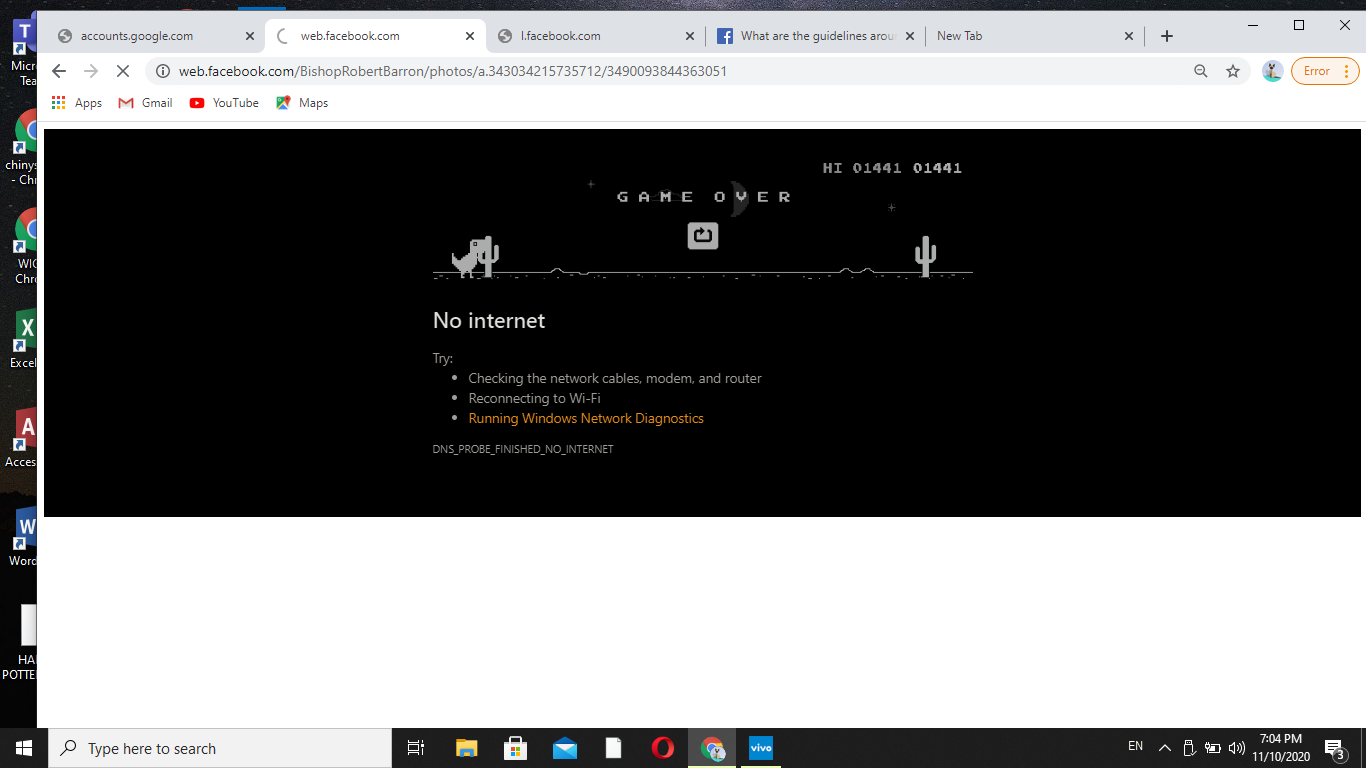 accounts.google.com
web.facebook.com
l.facebook.com
What are the guidelines arou
New Tab
web.facebook.com/BishopRobertBarron/photos/a.343034215735712/3490093844363051
Error
Apps
Gmail
YouTube
Maps
T
Micr
Tea
chinys
- Chr
WIC
Chro
X
Excel
A
Acces
W
Word
HA
POTTE
HI 01441 01441
GAME OVER
No internet
Try:
• Checking the network cables, modem, and router
• Reconnecting to Wi-Fi
• Running Windows Network Diagnostics
DNS_PROBE_FINISHED_NO_INTERNET
Type here to search
vivo
EN
7:04 PM
11/10/2020
3